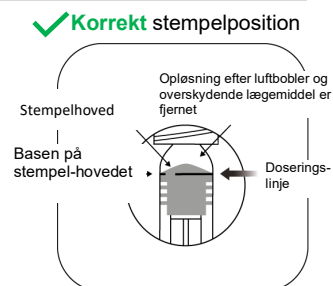 Korrekt stempelposition
Opløsning efter luftbobler og
overskydende lægemiddel er
fjernet
Stempelhoved
Basen på
stempel-hovedet
Doserings-
linje